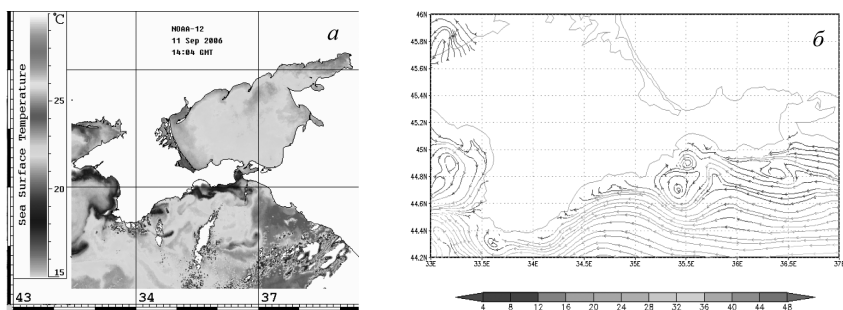 °C
NOAA-12
11 Sep 2006
14:04 GMT
а
Sea Surface Temperature
25
20
15
43
34
37
б
46N
45.8N
45.6N
45.4N
45.2N
45N
44.8N
44.6N
44.4N
44.2N
33E
33.5E
34E
34.5E
35E
35.5E
36E
36.5E
37E
4
8
12
16
20
24
28
32
36
40
44
48